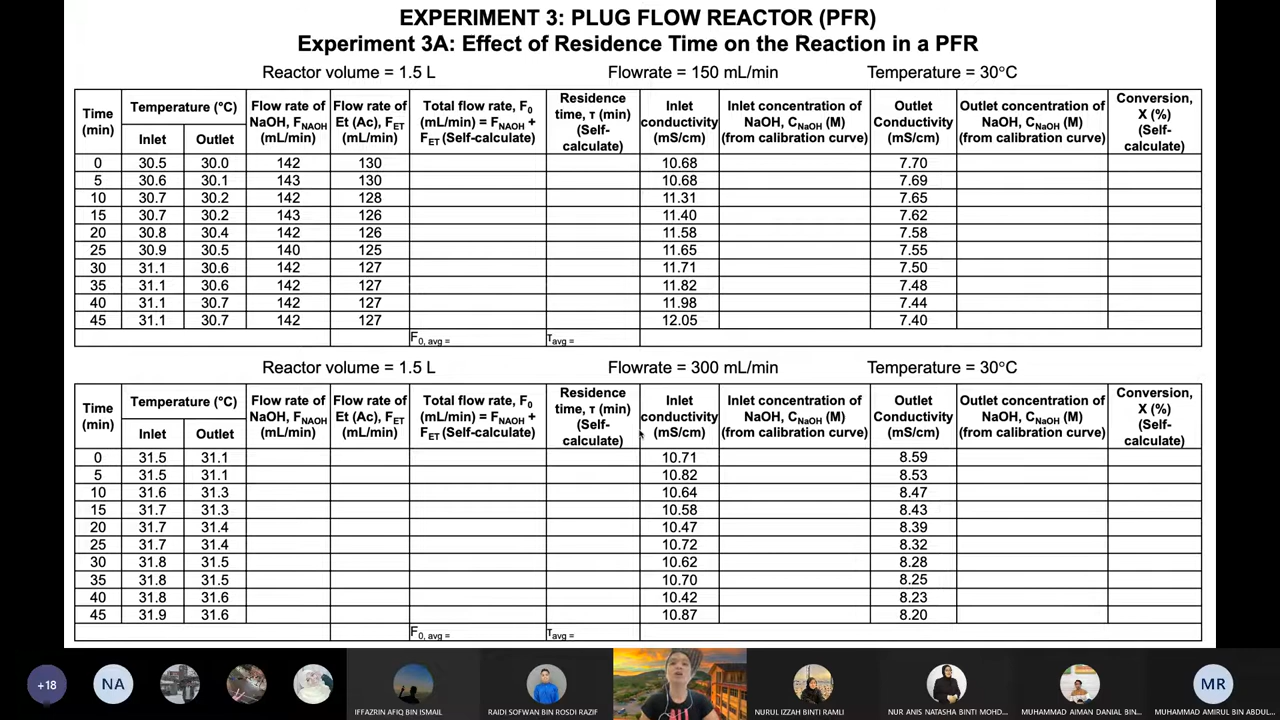 EXPERIMENT 3: PLUG FLOW REACTOR (PFR)
Experiment 3A: Effect of Residence Time on the Reaction in a PFR
Reactor volume = 1.5 L Flowrate = 150 mL/min Temperature = 30°C
Time (min) Temperature (°C) Inlet Outlet Flow rate of NaOH, FNAOH (mL/min) Flow rate of Et (Ac), FET (mL/min) Total flow rate, F0 (mL/min) = FNAOH + FET (Self-calculate) Residence time, τ (min) (Self-calculate) Inlet conductivity (mS/cm) Inlet concentration of NaOH, CNaOH (M) (from calibration curve) Outlet Conductivity (mS/cm) Outlet concentration of NaOH, CNaOH (M) (from calibration curve) Conversion, X (%) (Self-calculate)
0 30.5 30.0 142 130 10.68 7.70
5 30.6 30.1 143 130 10.68 7.69
10 30.7 30.2 142 128 11.31 7.65
15 30.7 30.2 143 126 11.40 7.62
20 30.8 30.4 142 126 11.58 7.58
25 30.9 30.5 140 125 11.65 7.55
30 31.1 30.6 142 127 11.71 7.50
35 31.1 30.6 142 127 11.82 7.48
40 31.1 30.7 142 127 11.98 7.44
45 31.1 30.7 142 127 12.05 7.40
F0, avg = τavg =
Reactor volume = 1.5 L Flowrate = 300 mL/min Temperature = 30°C
Time (min) Temperature (°C) Inlet Outlet Flow rate of NaOH, FNAOH (mL/min) Flow rate of Et (Ac), FET (mL/min) Total flow rate, F0 (mL/min) = FNAOH + FET (Self-calculate) Residence time, τ (min) (Self-calculate) Inlet conductivity (mS/cm) Inlet concentration of NaOH, CNaOH (M) (from calibration curve) Outlet Conductivity (mS/cm) Outlet concentration of NaOH, CNaOH (M) (from calibration curve) Conversion, X (%) (Self-calculate)
0 31.5 31.1 10.71 8.59
5 31.5 31.1 10.82 8.53
10 31.6 31.3 10.64 8.47
15 31.7 31.3 10.58 8.43
20 31.7 31.4 10.47 8.39
25 31.7 31.4 10.72 8.32
30 31.8 31.5 10.62 8.28
35 31.8 31.5 10.70 8.25
40 31.8 31.6 10.42 8.23
45 31.9 31.6 10.87 8.20
F0, avg = τavg =
+18 NA MR
IFFAZRIN AFIQ BIN ISMAIL RAIDI SOFWAN BIN ROSDI RAZIF NURUL IZZAH BINTI RAMLI NUR ANIS NATASHA BINTI MOHD... MUHAMMAD AIMAN DANIAL BIN... MUHAMMAD AMIRUL BIN ABDUL...